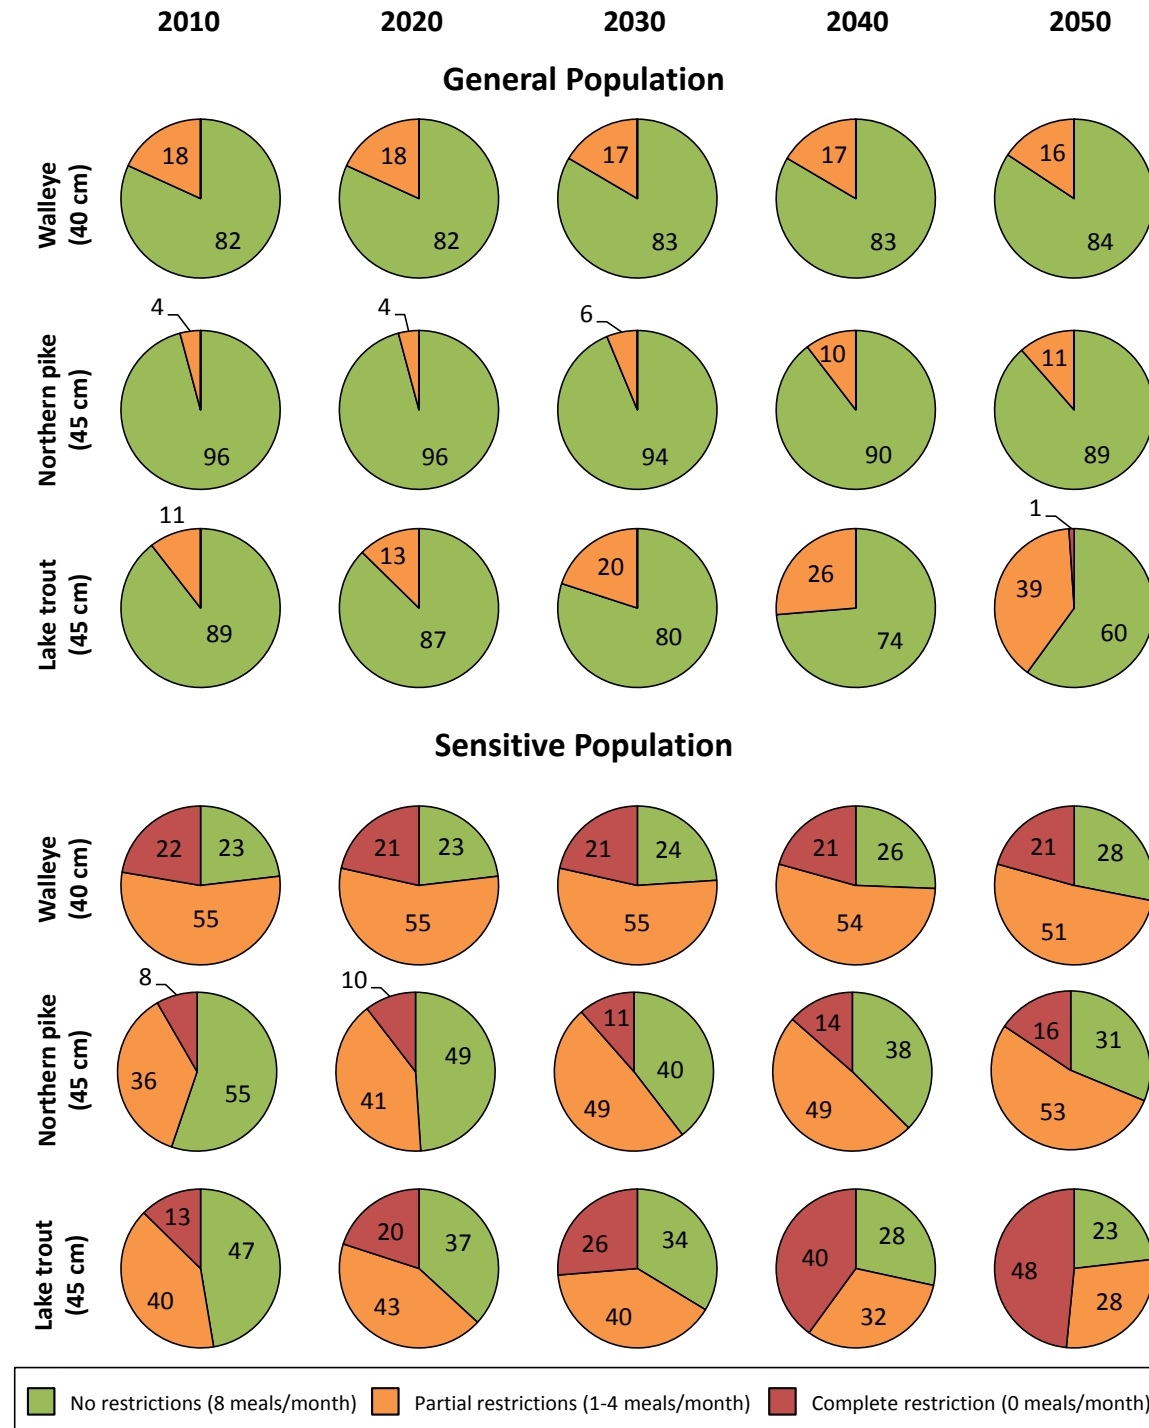 2010 2020 2030 2040 2050
General Population
Walleye
(40 cm)
18 82 18 82 17 83 17 83 16 84
Northern pike
(45 cm)
4 96 4 96 6 94 10 90 11 89
Lake trout
(45 cm)
11 89 13 87 20 80 26 74 1 39 60
Sensitive Population
Walleye
(40 cm)
22 23 55 21 23 55 21 24 55 21 26 54 21 28 51
Northern pike
(45 cm)
8 36 55 10 49 41 11 40 49 14 38 49 16 31 53
Lake trout
(45 cm)
13 47 40 20 37 43 26 34 40 40 28 32 48 23 28
No restrictions (8 meals/month) Partial restrictions (1-4 meals/month) Complete restriction (0 meals/month)